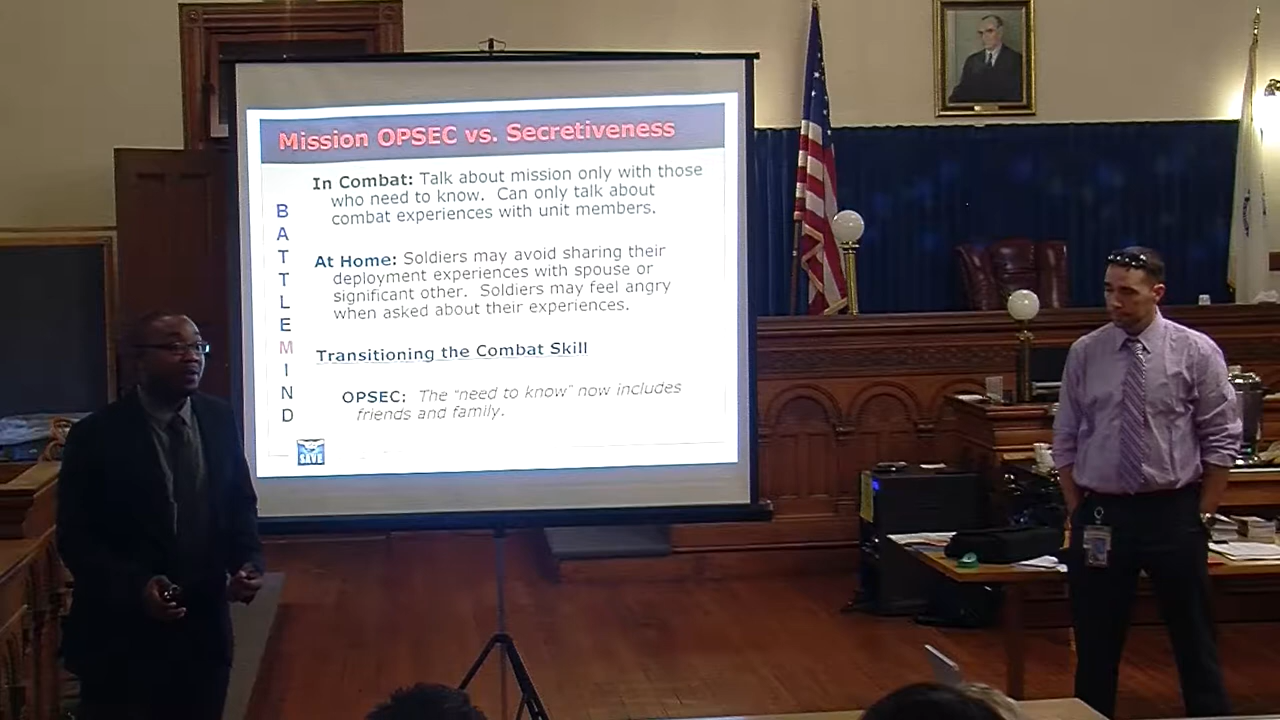 Mission OPSEC vs. Secretiveness
In Combat: Talk about mission only with those
who need to know. Can only talk about
combat experiences with unit members.
At Home: Soldiers may avoid sharing their
deployment experiences with spouse or
significant other. Soldiers may feel angry
when asked about their experiences.
Transitioning the Combat Skill
OPSEC: The "need to know" now includes
friends and family.
B
A
T
T
L
E
M
I
N
D
SAVE